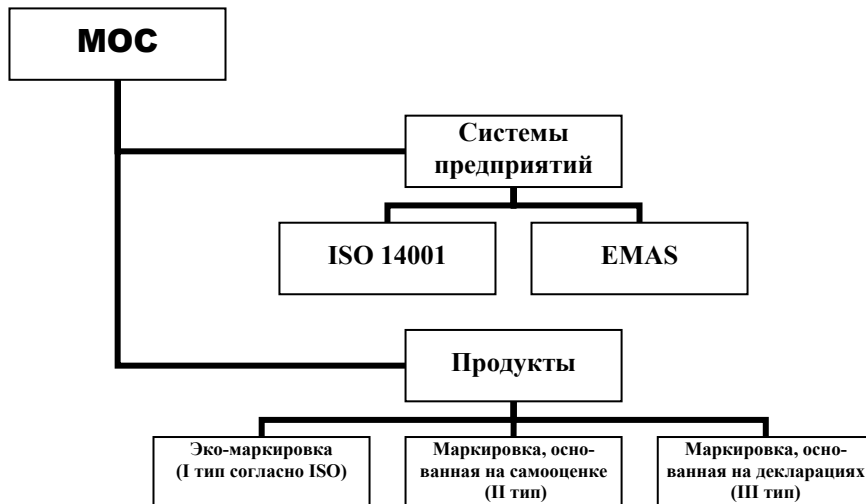 МОС
Системы
предприятий
ISO 14001
EMAS
Продукты
Эко-маркировка
(I тип согласно ISO)
Маркировка, осно-
ванная на самооценке
(II тип)
Маркировка, осно-
ванная на декларациях
(III тип)